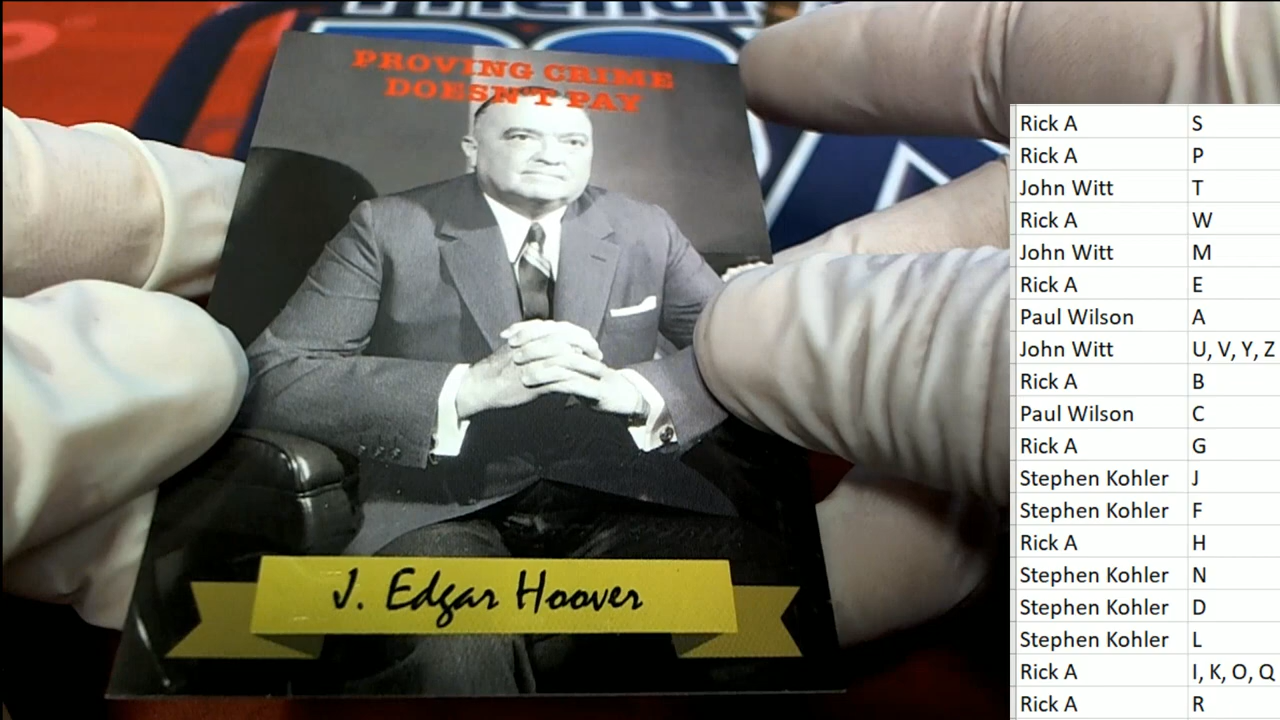 PROVING CRIME
DOESN'T PAY
J. Edgar Hoover
Rick A S
Rick A P
John Witt T
Rick A W
John Witt M
Rick A E
Paul Wilson A
John Witt U, V, Y, Z
Rick A B
Paul Wilson C
Rick A G
Stephen Kohler J
Stephen Kohler F
Rick A H
Stephen Kohler N
Stephen Kohler D
Stephen Kohler L
Rick A I, K, O, Q
Rick A R